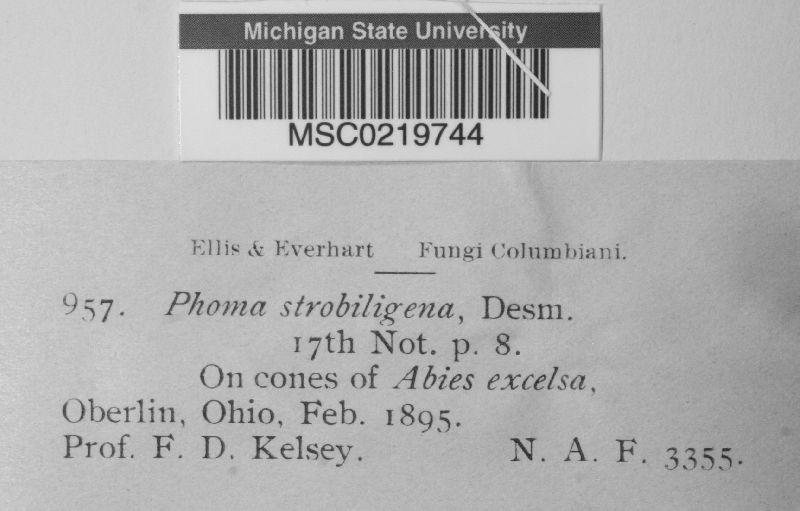 Michigan State University
MSC0219744
Ellis & Everhart Fungi Columbiani.
957. Phoma strobiligena, Desm.
17th Not. p. 8.
On cones of Abies excelsa,
Oberlin, Ohio, Feb. 1895.
Prof. F. D. Kelsey. N. A. F. 3355.